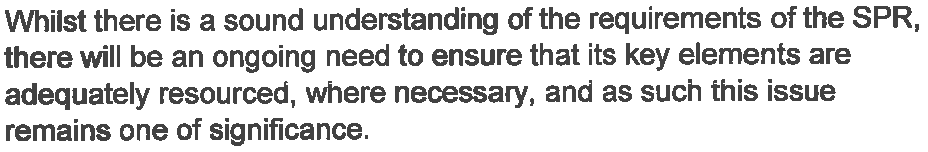 Whilst there is a sound understanding of the requirements of the SPR,
there will be an ongoing need to ensure that its key elements are
adequately resourced, where necessary, and as such this issue
remains one of significance.